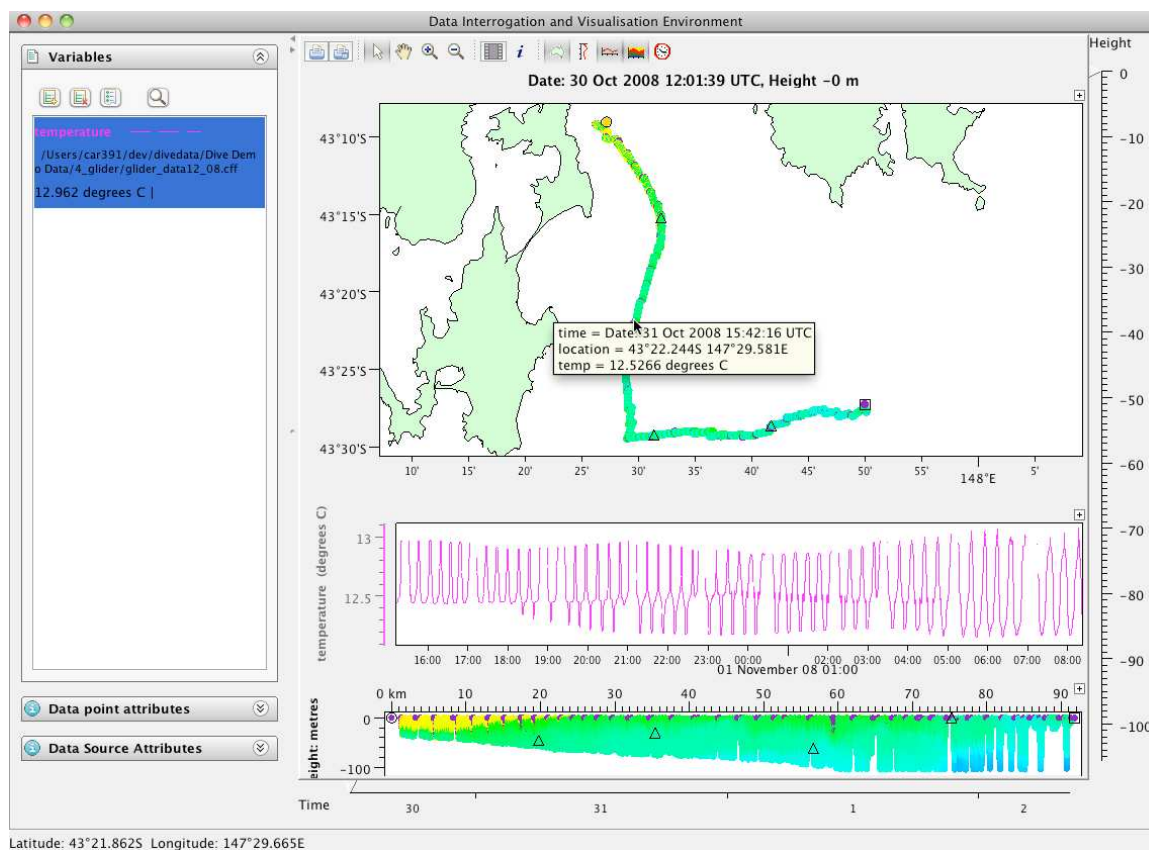 Data Interrogation and Visualisation Environment
Variables
temperature
/Users/car391/dev/divedata/Dive Dem
o Data/4_glider/glider_data12_08.cff
12.962 degrees C |
Data point attributes
Data Source Attributes
Date: 30 Oct 2008 12:01:39 UTC, Height -0 m
43°10'S
43°15'S
43°20'S
43°25'S
43°30'S
time = Date: 31 Oct 2008 15:42:16 UTC
location = 43°22.244S 147°29.581E
temp = 12.5266 degrees C
10' 15' 20' 25' 30' 35' 40' 45' 50' 55' 148°E 5'
temperature (degrees C)
13
12.5
16:00 17:00 18:00 19:00 20:00 21:00 22:00 23:00 00:00 02:00 03:00 04:00 05:00 06:00 07:00 08:00
01 November 08 01:00
0 km 10 20 30 40 50 60 70 80 90
eight: metres
0
-100
Time 30 31 1 2
Height
0
-10
-20
-30
-40
-50
-60
-70
-80
-90
-100
Latitude: 43°21.862S Longitude: 147°29.665E